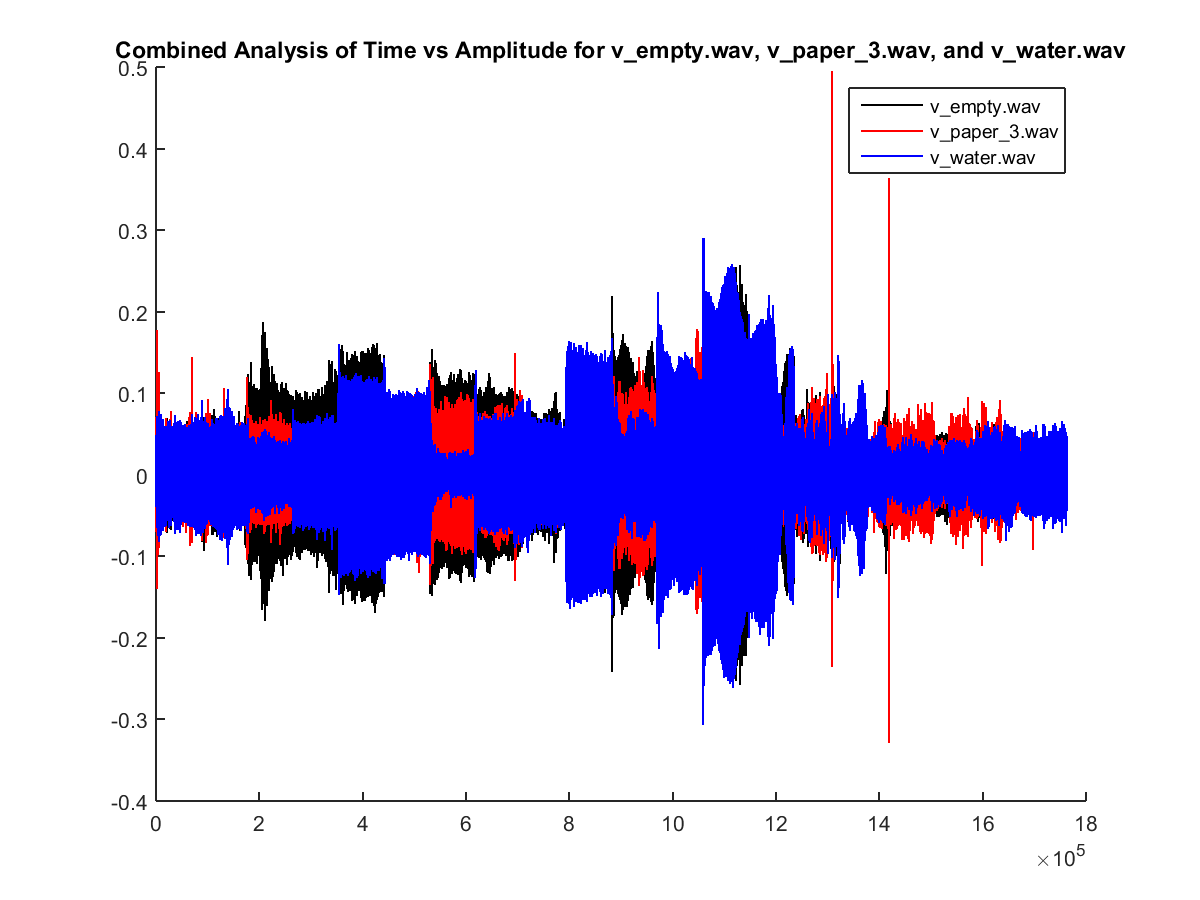 Combined Analysis of Time vs Amplitude for v_empty.wav, v_paper_3.wav, and v_water.wav
0.5
0.4
0.3
0.2
0.1
0
-0.1
-0.2
-0.3
-0.4
v_empty.wav
v_paper_3.wav
v_water.wav
0 2 4 6 8 10 12 14 16 18
×10^5